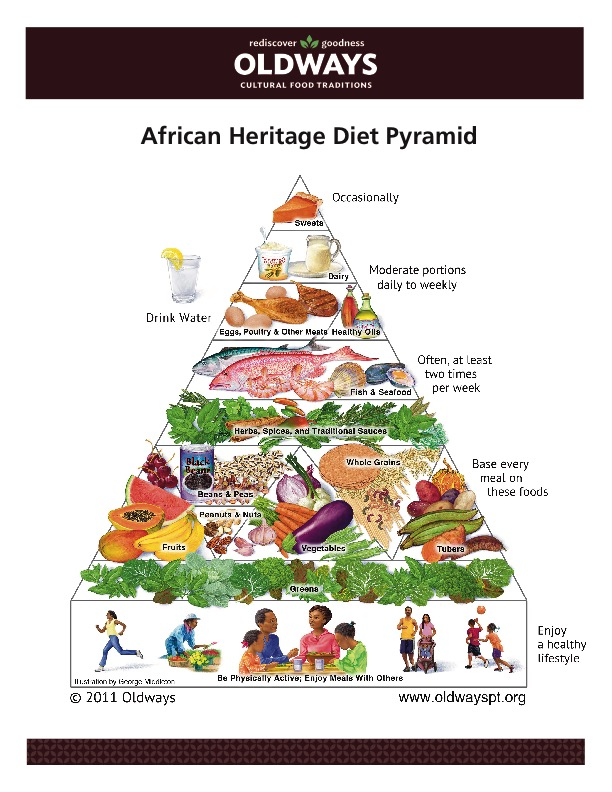 rediscover goodness
OLDWAYS
CULTURAL FOOD TRADITIONS
African Heritage Diet Pyramid
Occasionally
Sweets
Dairy
Moderate portions
daily to weekly
Drink Water
Eggs, Poultry & Other Meats
Healthy Oils
Often, at least
two times
per week
Fish & Seafood
Herbs, Spices, and Traditional Sauces
Black
Beans
Whole Grains
Base every
meal on
these foods
Beans & Peas
Peanuts & Nuts
Fruits
Vegetables
Tubers
Greens
Enjoy
a healthy
lifestyle
Be Physically Active; Enjoy Meals With Others
Illustration by George Middleton
© 2011 Oldways
www.oldwayspt.org